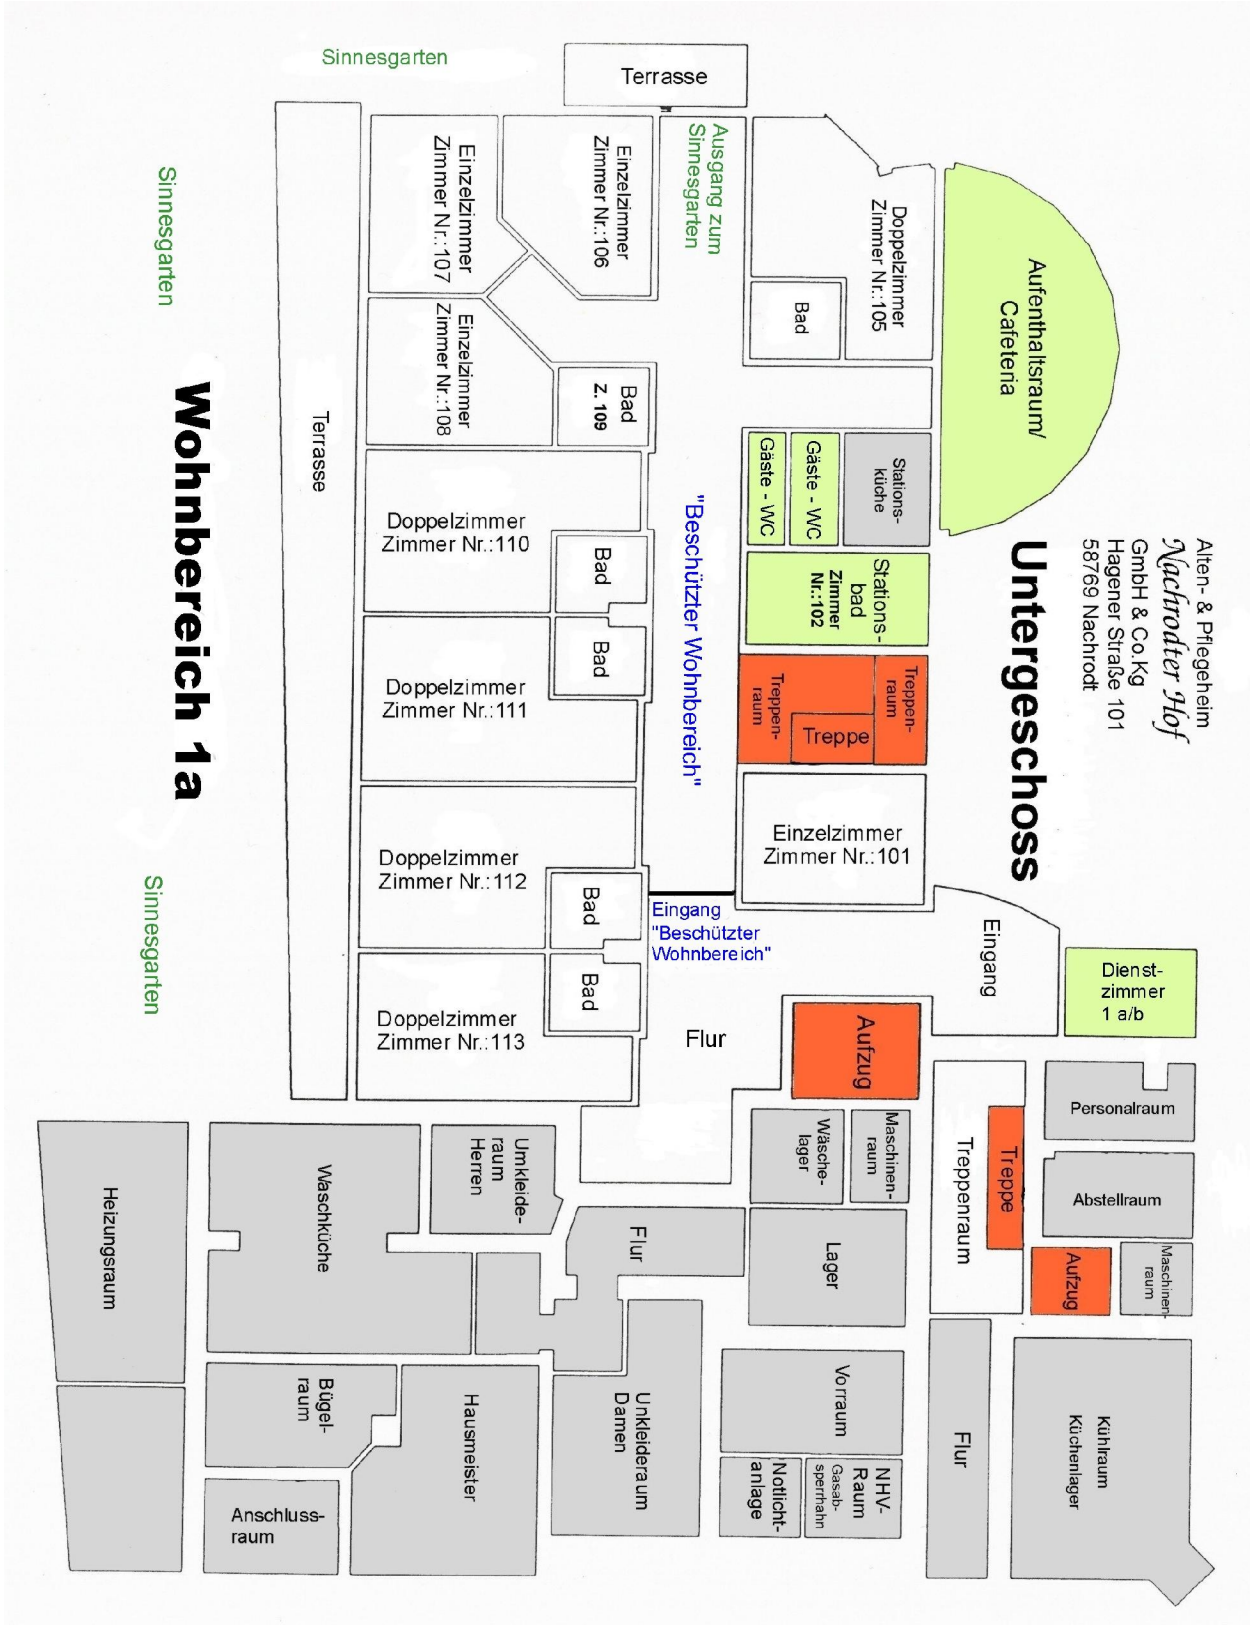 Sinnesgarten
Terrasse
Sinnesgarten
Einzelzimmer
Zimmer Nr.:107
Einzelzimmer
Zimmer Nr.:106
Ausgang zum
Sinnesgarten
Doppelzimmer
Zimmer Nr.:105
Bad
Aufenthaltsraum/
Cafeteria
Einzelzimmer
Zimmer Nr.:108
Bad
Z. 109
Terrasse
Wohnbereich 1a
Gäste - WC
Gäste - WC
Stations-
küche
"Beschützter Wohnbereich"
Doppelzimmer
Zimmer Nr.:110
Bad
Stations-
bad
Zimmer
Nr.:102
Untergeschoss
Alten- & Pflegeheim
Nachrodter Hof
GmbH & Co.Kg
Hagener Straße 101
58769 Nachrodt
Doppelzimmer
Zimmer Nr.:111
Bad
Treppen-
raum
Treppe
Treppen-
raum
Einzelzimmer
Zimmer Nr.:101
Doppelzimmer
Zimmer Nr.:112
Bad
Eingang
"Beschützter
Wohnbereich"
Sinnesgarten
Eingang
Dienst-
zimmer
1 a/b
Doppelzimmer
Zimmer Nr.:113
Bad
Flur
Aufzug
Personalraum
Wäsche-
lager
Maschinen-
raum
Treppe
Treppenraum
Abstellraum
Aufzug
Maschinen-
raum
Heizungsraum
Waschküche
Umkleide-
raum
Herren
Flur
Lager
Bügel-
raum
Hausmeister
Unkleideraum
Damen
Vorraum
Flur
Kühlraum
Küchenlager
Anschluss-
raum
Notlicht-
anlage
NHV-
Raum
Gasab-
sperrhahn